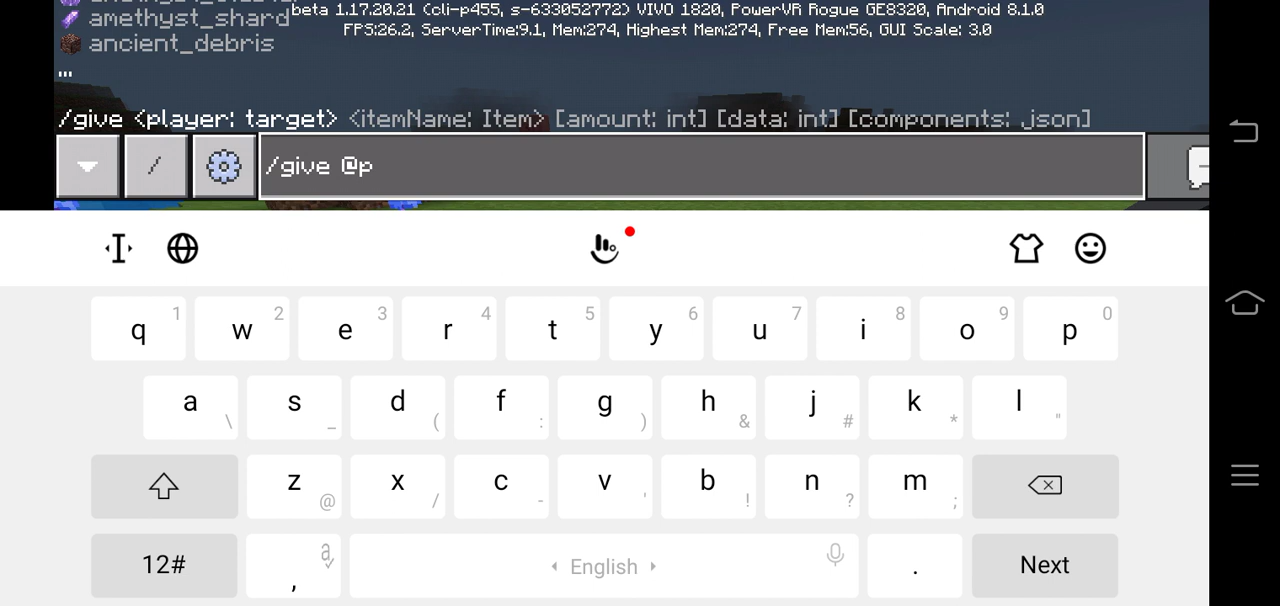 beta 1.17.20.21 (cli-p455, s-633052772) VIVO 1820, PowerVR Rogue GE8320, Android 8.1.0
amethyst_shard
FPS:26.2, ServerTime:9.1, Mem:274, Highest Mem:274, Free Mem:56, GUI Scale: 3.0
ancient_debris
...
/give <player: target> <itemName: Item> [amount: int] [data: int] [components: .json]
/
/give @p
q 1 w 2 e 3 r 4 t 5 y 6 u 7 i 8 o 9 p 0
a \ s _ d ( f : g ) h & j # k * l "
z @ x / c - v ' b ! n ? m ;
12# , a English . Next